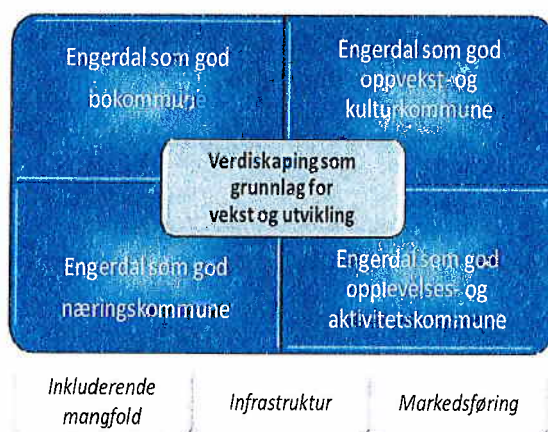 Engerdal som god
bokommune
Engerdal som god
oppvekst- og
kulturkommune
Verdiskaping som
grunnlag for
vekst og utvikling
Engerdal som god
næringskommune
Engerdal som god
opplevelses- og
aktivitetskommune
Inkluderende
mangfold
Infrastruktur
Markedsføring